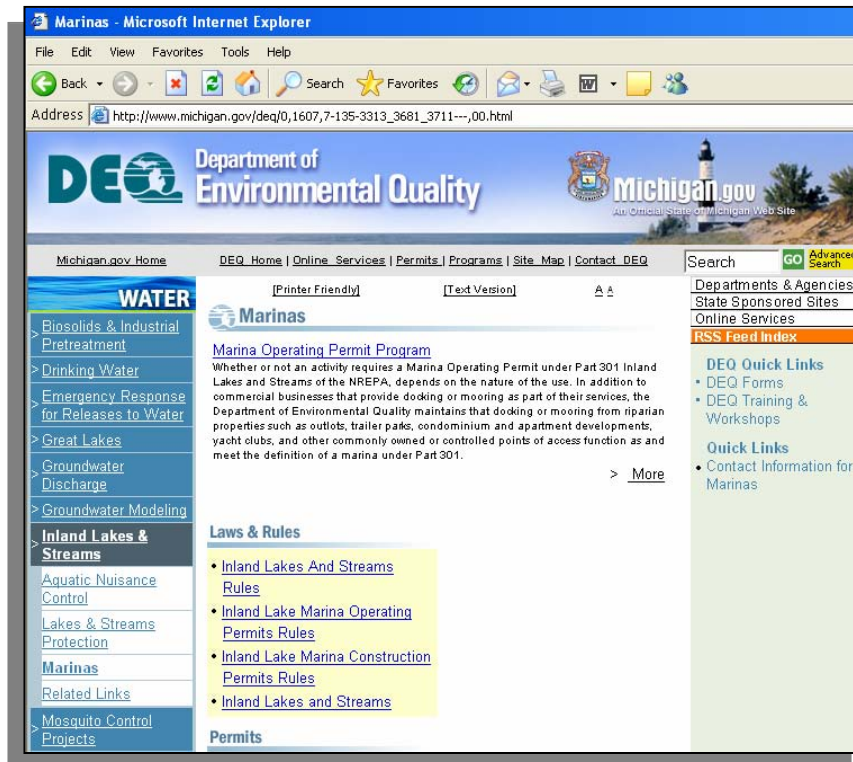 Marinas - Microsoft Internet Explorer
File Edit View Favorites Tools Help
Back Search Favorites
Address http://www.michigan.gov/deq/0,1607,7-135-3313_3681_3711---,00.html
DEQ Department of
Environmental Quality
Michigan.gov
An Official State of Michigan Web Site
Michigan.gov Home DEQ Home | Online Services | Permits | Programs | Site Map | Contact DEQ
Search GO Advanced
Search
WATER
> Biosolids & Industrial
Pretreatment
> Drinking Water
> Emergency Response
for Releases to Water
> Great Lakes
> Groundwater
Discharge
> Groundwater Modeling
> Inland Lakes &
Streams
Aquatic Nuisance
Control
Lakes & Streams
Protection
Marinas
Related Links
> Mosquito Control
Projects
[Printer Friendly] [Text Version] A A
Marinas
Marina Operating Permit Program
Whether or not an activity requires a Marina Operating Permit under Part 301 Inland
Lakes and Streams of the NREPA, depends on the nature of the use. In addition to
commercial businesses that provide docking or mooring as part of their services, the
Department of Environmental Quality maintains that docking or mooring from riparian
properties such as outlots, trailer parks, condominium and apartment developments,
yacht clubs, and other commonly owned or controlled points of access function as and
meet the definition of a marina under Part 301.
> More
Laws & Rules
• Inland Lakes And Streams
Rules
• Inland Lake Marina Operating
Permits Rules
• Inland Lake Marina Construction
Permits Rules
• Inland Lakes and Streams
Permits
Departments & Agencies
State Sponsored Sites
Online Services
RSS Feed Index
DEQ Quick Links
• DEQ Forms
• DEQ Training &
Workshops
Quick Links
• Contact Information for
Marinas